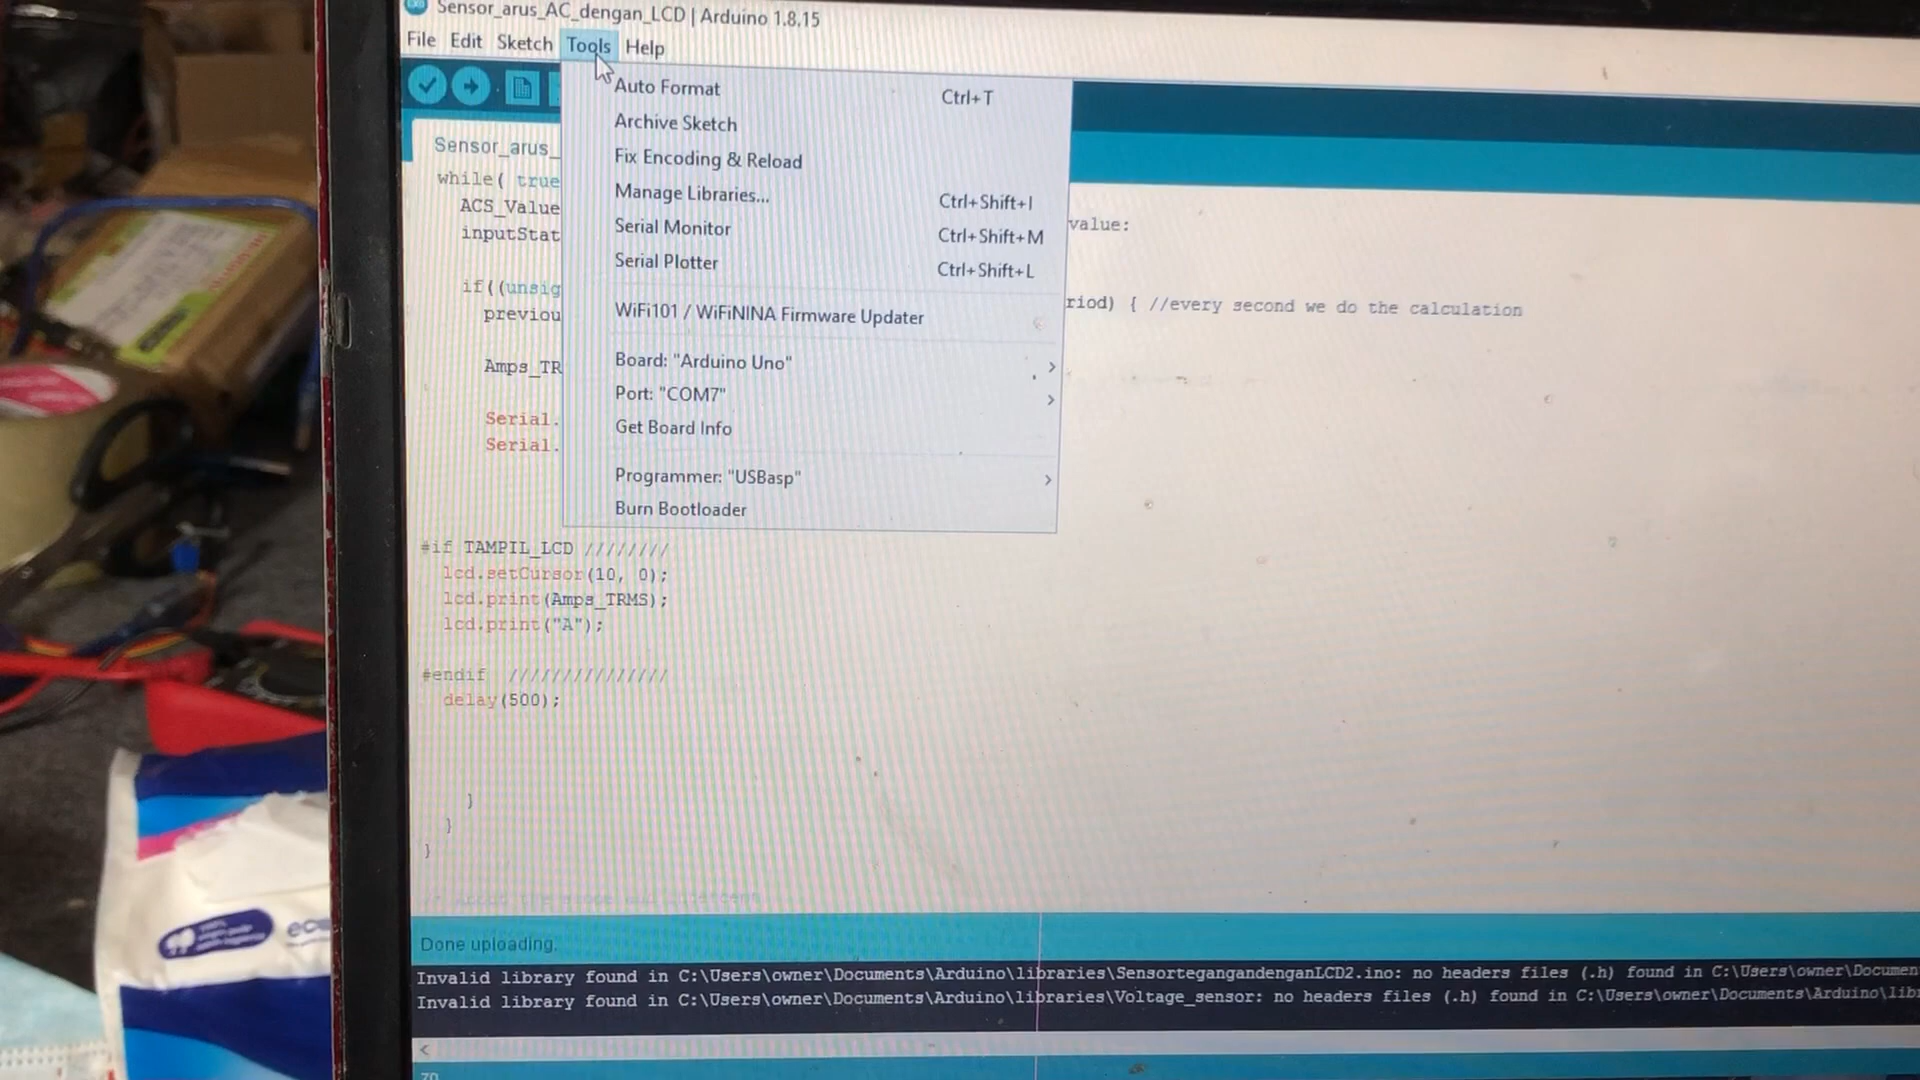 Sensor_arus_AC_dengan_LCD | Arduino 1.8.15
File Edit Sketch Tools Help
Auto Format Ctrl+T
Archive Sketch
Fix Encoding & Reload
Manage Libraries... Ctrl+Shift+I
Serial Monitor Ctrl+Shift+M
Serial Plotter Ctrl+Shift+L
WiFi101 / WiFiNINA Firmware Updater
Board: "Arduino Uno"
Port: "COM7"
Get Board Info
Programmer: "USBasp"
Burn Bootloader
Sensor_arus_
while( true
ACS_Value value:
inputStat
if((unsig riod) { //every second we do the calculation
previou
Amps_TR
Serial.
Serial.
#if TAMPIL_LCD ////////
lcd.setCursor(10, 0);
lcd.print(Amps_TRMS);
lcd.print("A");
#endif ///////////////
delay(500);
}
}
}
Done uploading.
Invalid library found in C:\Users\owner\Documents\Arduino\libraries\SensortegangandenganLCD2.ino: no headers files (.h) found in C:\Users\owner\Documen
Invalid library found in C:\Users\owner\Documents\Arduino\libraries\Voltage_sensor: no headers files (.h) found in C:\Users\owner\Documents\Arduino\lib
70